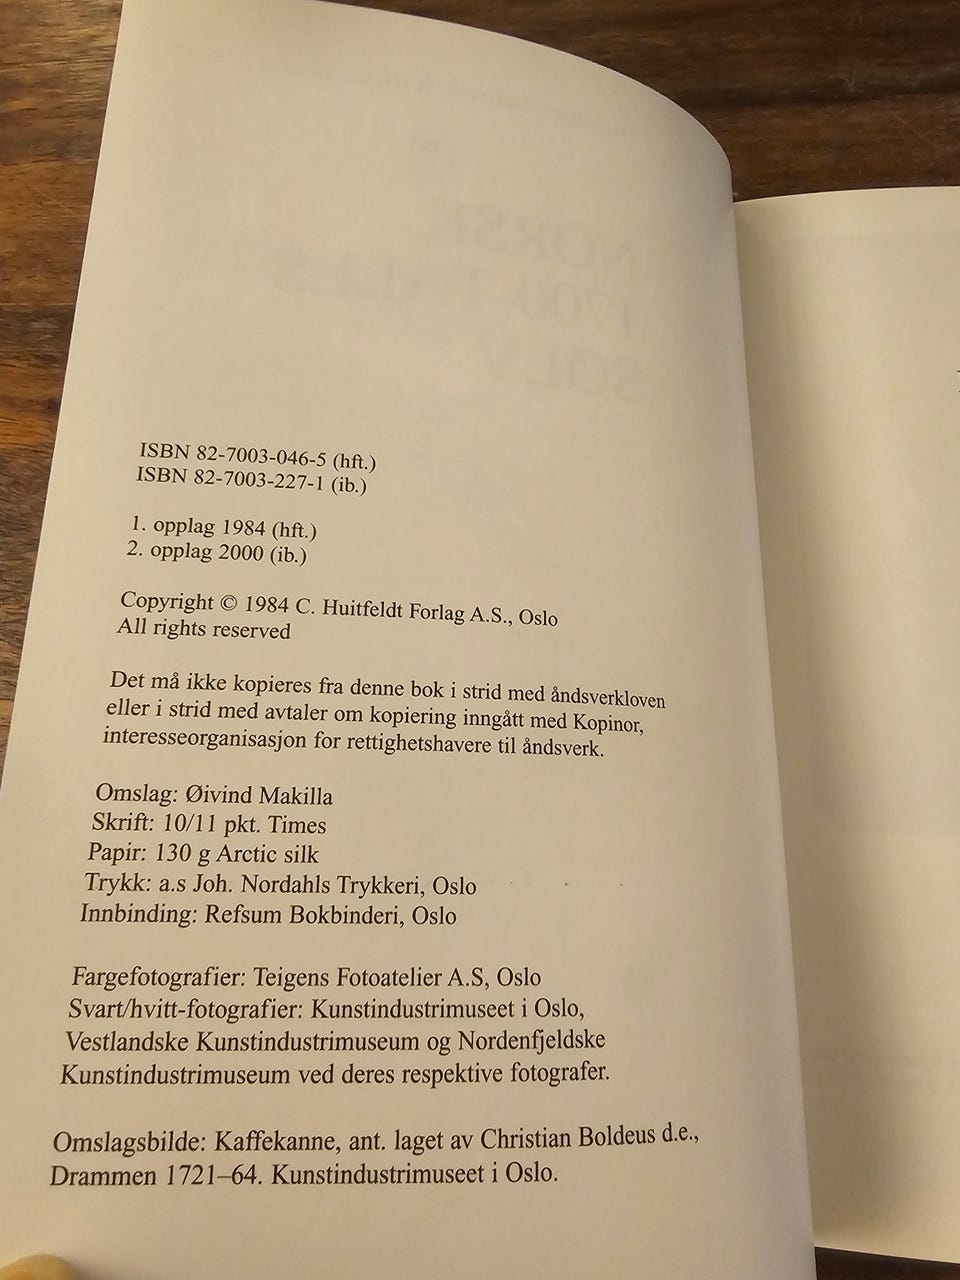 NORSK
1700-TALLS
SØLV
ISBN 82-7003-046-5 (hft.)
ISBN 82-7003-227-1 (ib.)
1. opplag 1984 (hft.)
2. opplag 2000 (ib.)
Copyright © 1984 C. Huitfeldt Forlag A.S., Oslo
All rights reserved
Det må ikke kopieres fra denne bok i strid med åndsverkloven
eller i strid med avtaler om kopiering inngått med Kopinor,
interesseorganisasjon for rettighetshavere til åndsverk.
Omslag: Øivind Makilla
Skrift: 10/11 pkt. Times
Papir: 130 g Arctic silk
Trykk: a.s Joh. Nordahls Trykkeri, Oslo
Innbinding: Refsum Bokbinderi, Oslo
Fargefotografier: Teigens Fotoatelier A.S, Oslo
Svart/hvitt-fotografier: Kunstindustrimuseet i Oslo,
Vestlandske Kunstindustrimuseum og Nordenfjeldske
Kunstindustrimuseum ved deres respektive fotografer.
Omslagsbilde: Kaffekanne, ant. laget av Christian Boldeus d.e.,
Drammen 1721–64. Kunstindustrimuseet i Oslo.